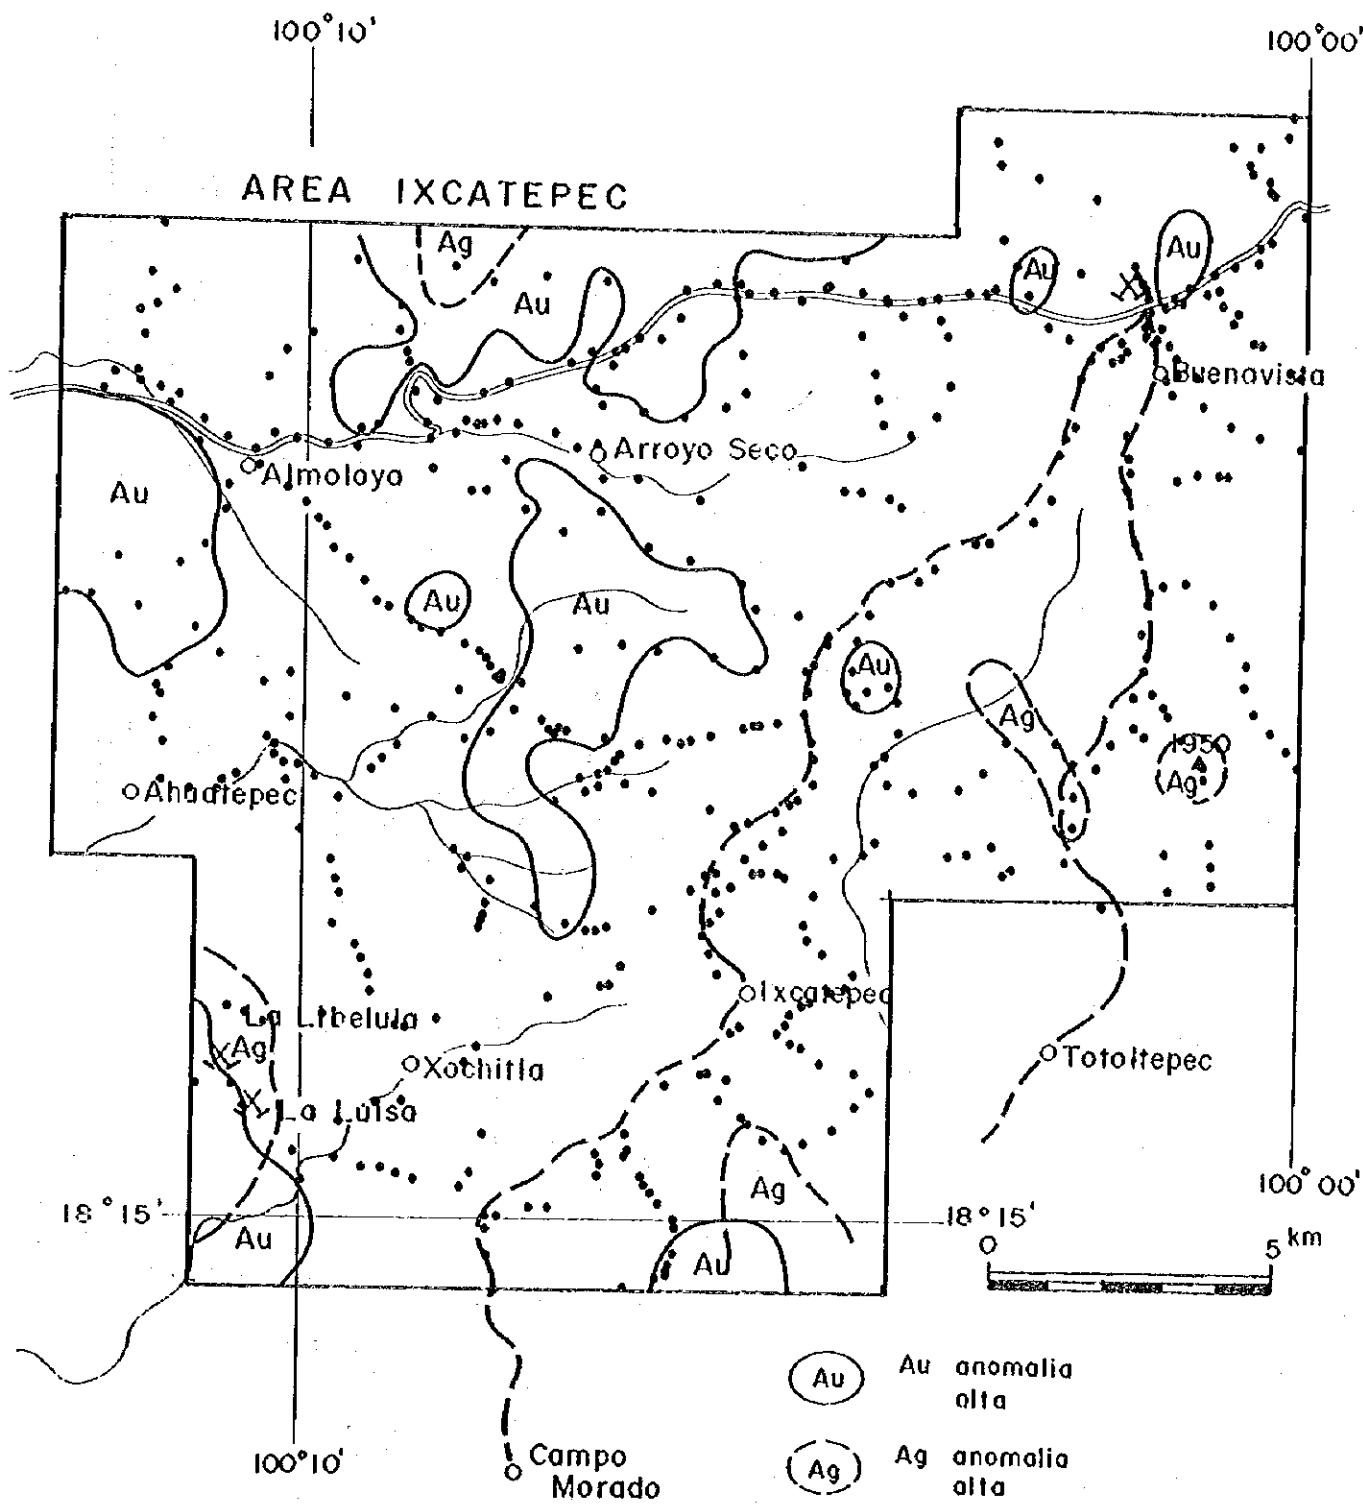 100°10'
100°00'
AREA IXCATEPEC
Ag
Au
Au
Au
Buenavista
Arroyo Seco
Almoloya
Au
Au
Au
Au
Ag
1950
Ag
Ahuatepec
Ixcatepec
La Libelula
Ag
Xochitla
Totoltepec
La Luisa
Ag
100°00'
18°15'
18°15'
Au
Au
0
5 km
Au
Au anomalia
alta
Ag
Ag anomalia
alta
100°10'
Campo
Morado